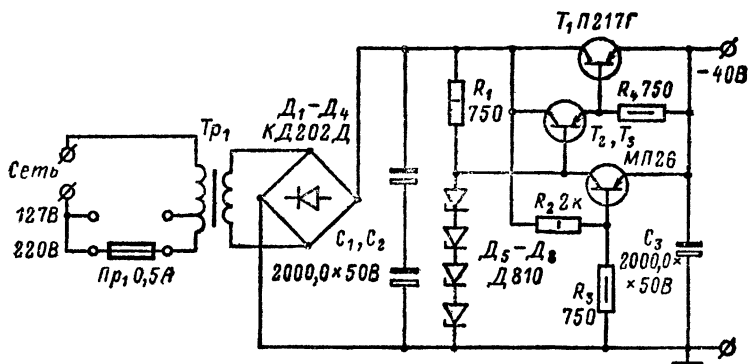 Т₁ П217Г
−40В
R₁
750
R₄ 750
Д₁−Д₄
КД202Д
Тр₁
Т₂, Т₃
МП26
Сеть
127В
220В
Пр₁ 0,5А
С₁, С₂
2000,0×50В
R₂ 2к
Д₅−Д₈
Д810
С₃
2000,0×
×50В
R₃
750